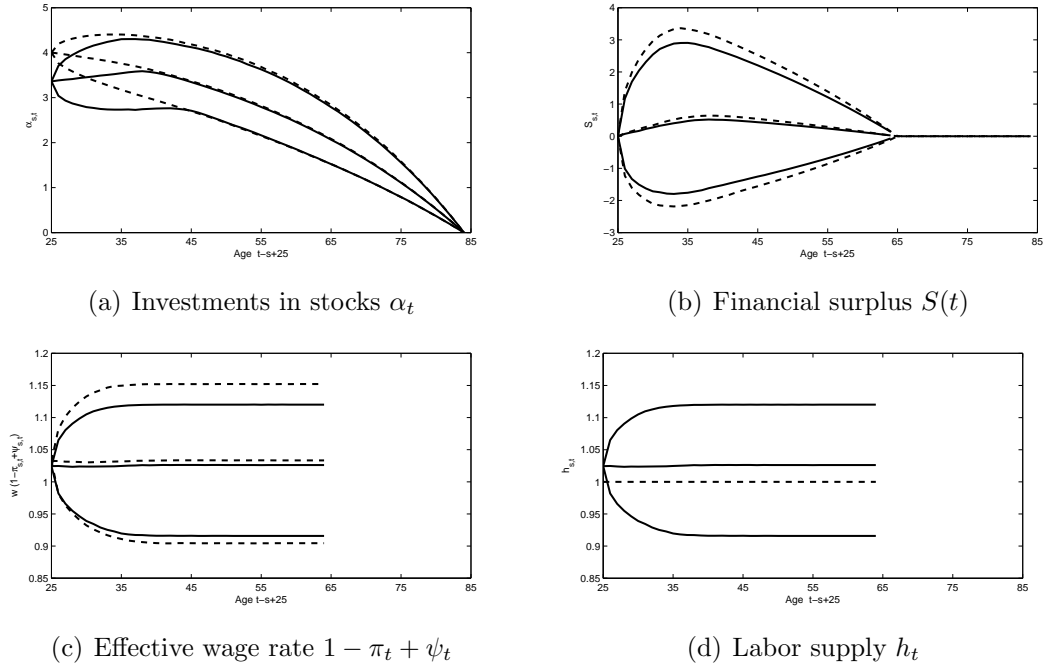 5
4
3
2
1
0
α_{s,t}
25 35 45 55 65 75 85
Age t−s+25
(a) Investments in stocks α_t
4
3
2
1
0
−1
−2
−3
S_{s,t}
25 35 45 55 65 75 85
Age t−s+25
(b) Financial surplus S(t)
1.2
1.15
1.1
1.05
1
0.95
0.9
0.85
w (1−π_{s,t}+ψ_{s,t})
25 35 45 55 65 75 85
Age t−s+25
(c) Effective wage rate 1 − π_t + ψ_t
1.2
1.15
1.1
1.05
1
0.95
0.9
0.85
h_{s,t}
25 35 45 55 65 75 85
Age t−s+25
(d) Labor supply h_t